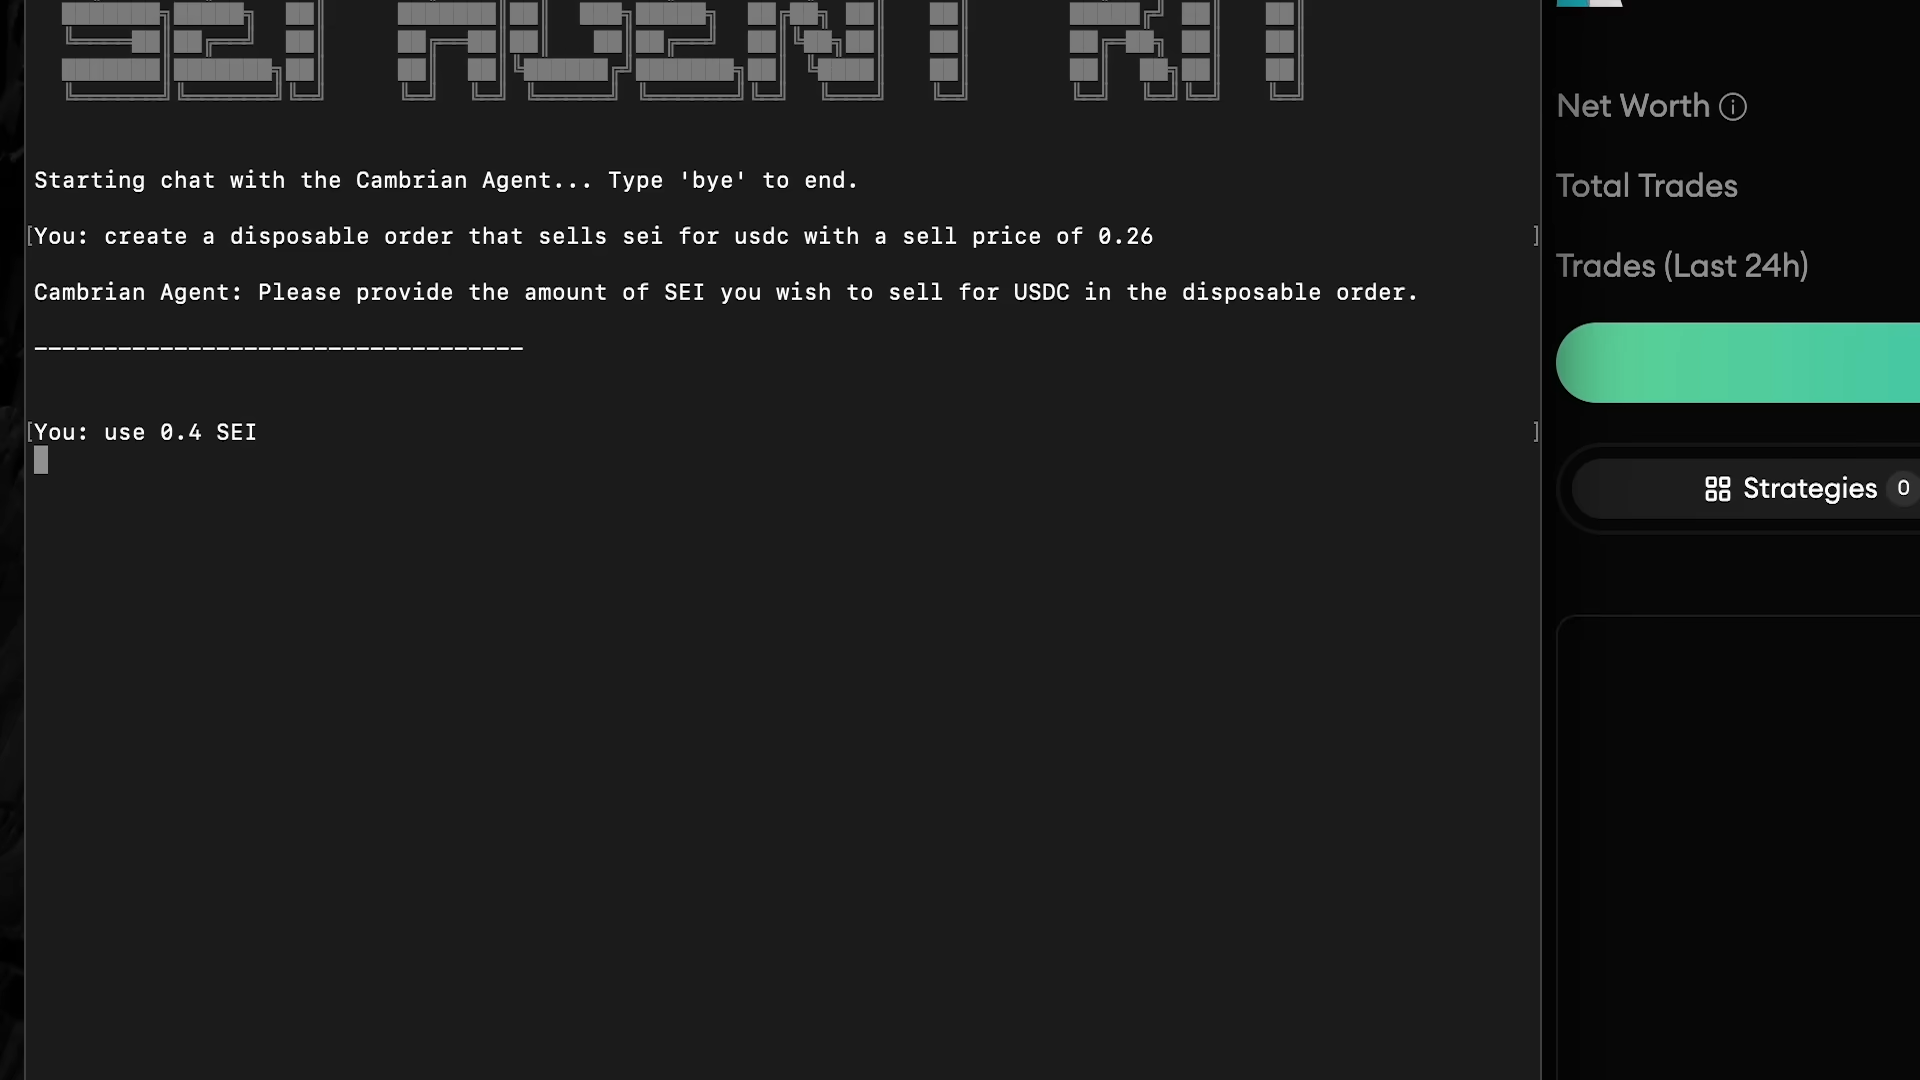 SEI AGENT KIT
Starting chat with the Cambrian Agent... Type 'bye' to end.
[You: create a disposable order that sells sei for usdc with a sell price of 0.26 ]
Cambrian Agent: Please provide the amount of SEI you wish to sell for USDC in the disposable order.
-----------------------------------
[You: use 0.4 SEI ]
Net Worth
Total Trades
Trades (Last 24h)
Strategies 0